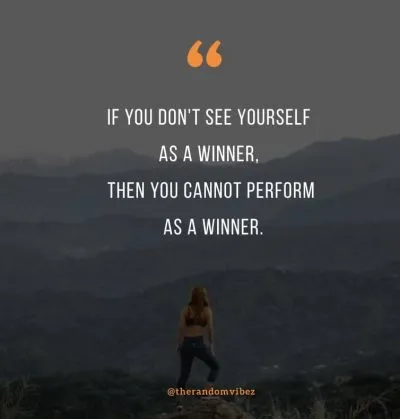 “
IF YOU DON'T SEE YOURSELF
AS A WINNER,
THEN YOU CANNOT PERFORM
AS A WINNER.
@therandomvibez